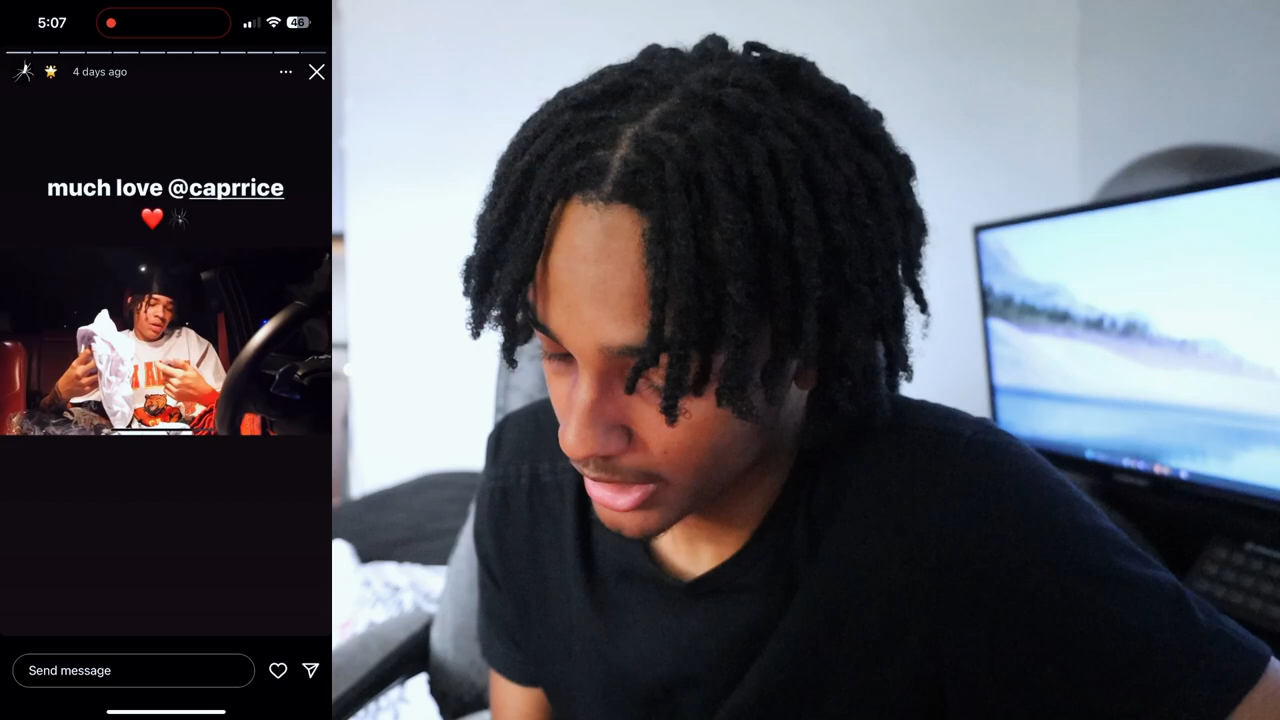 5:07
46
4 days ago
much love @caprrice
Send message